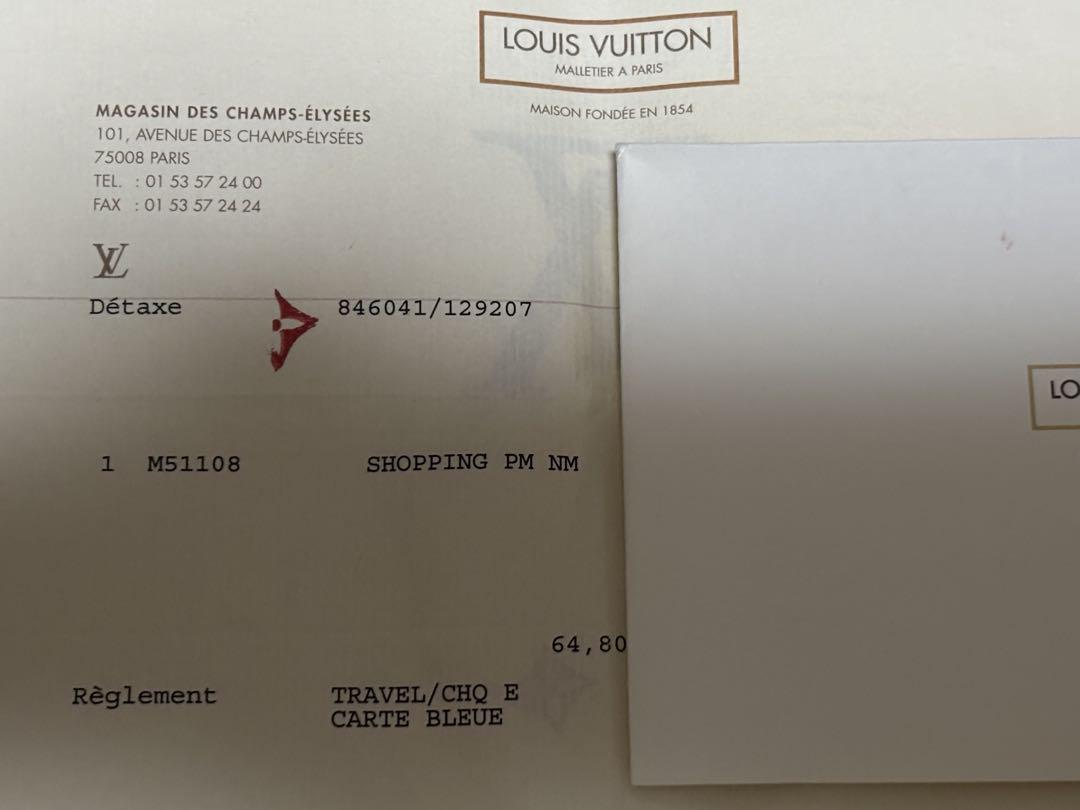 LOUIS VUITTON
MALLETIER A PARIS
MAISON FONDÉE EN 1854
MAGASIN DES CHAMPS-ÉLYSÉES
101, AVENUE DES CHAMPS-ÉLYSÉES
75008 PARIS
TEL. : 01 53 57 24 00
FAX : 01 53 57 24 24
LV
Détaxe 846041/129207
LO
1 M51108 SHOPPING PM NM
64,80
Règlement TRAVEL/CHQ E
CARTE BLEUE